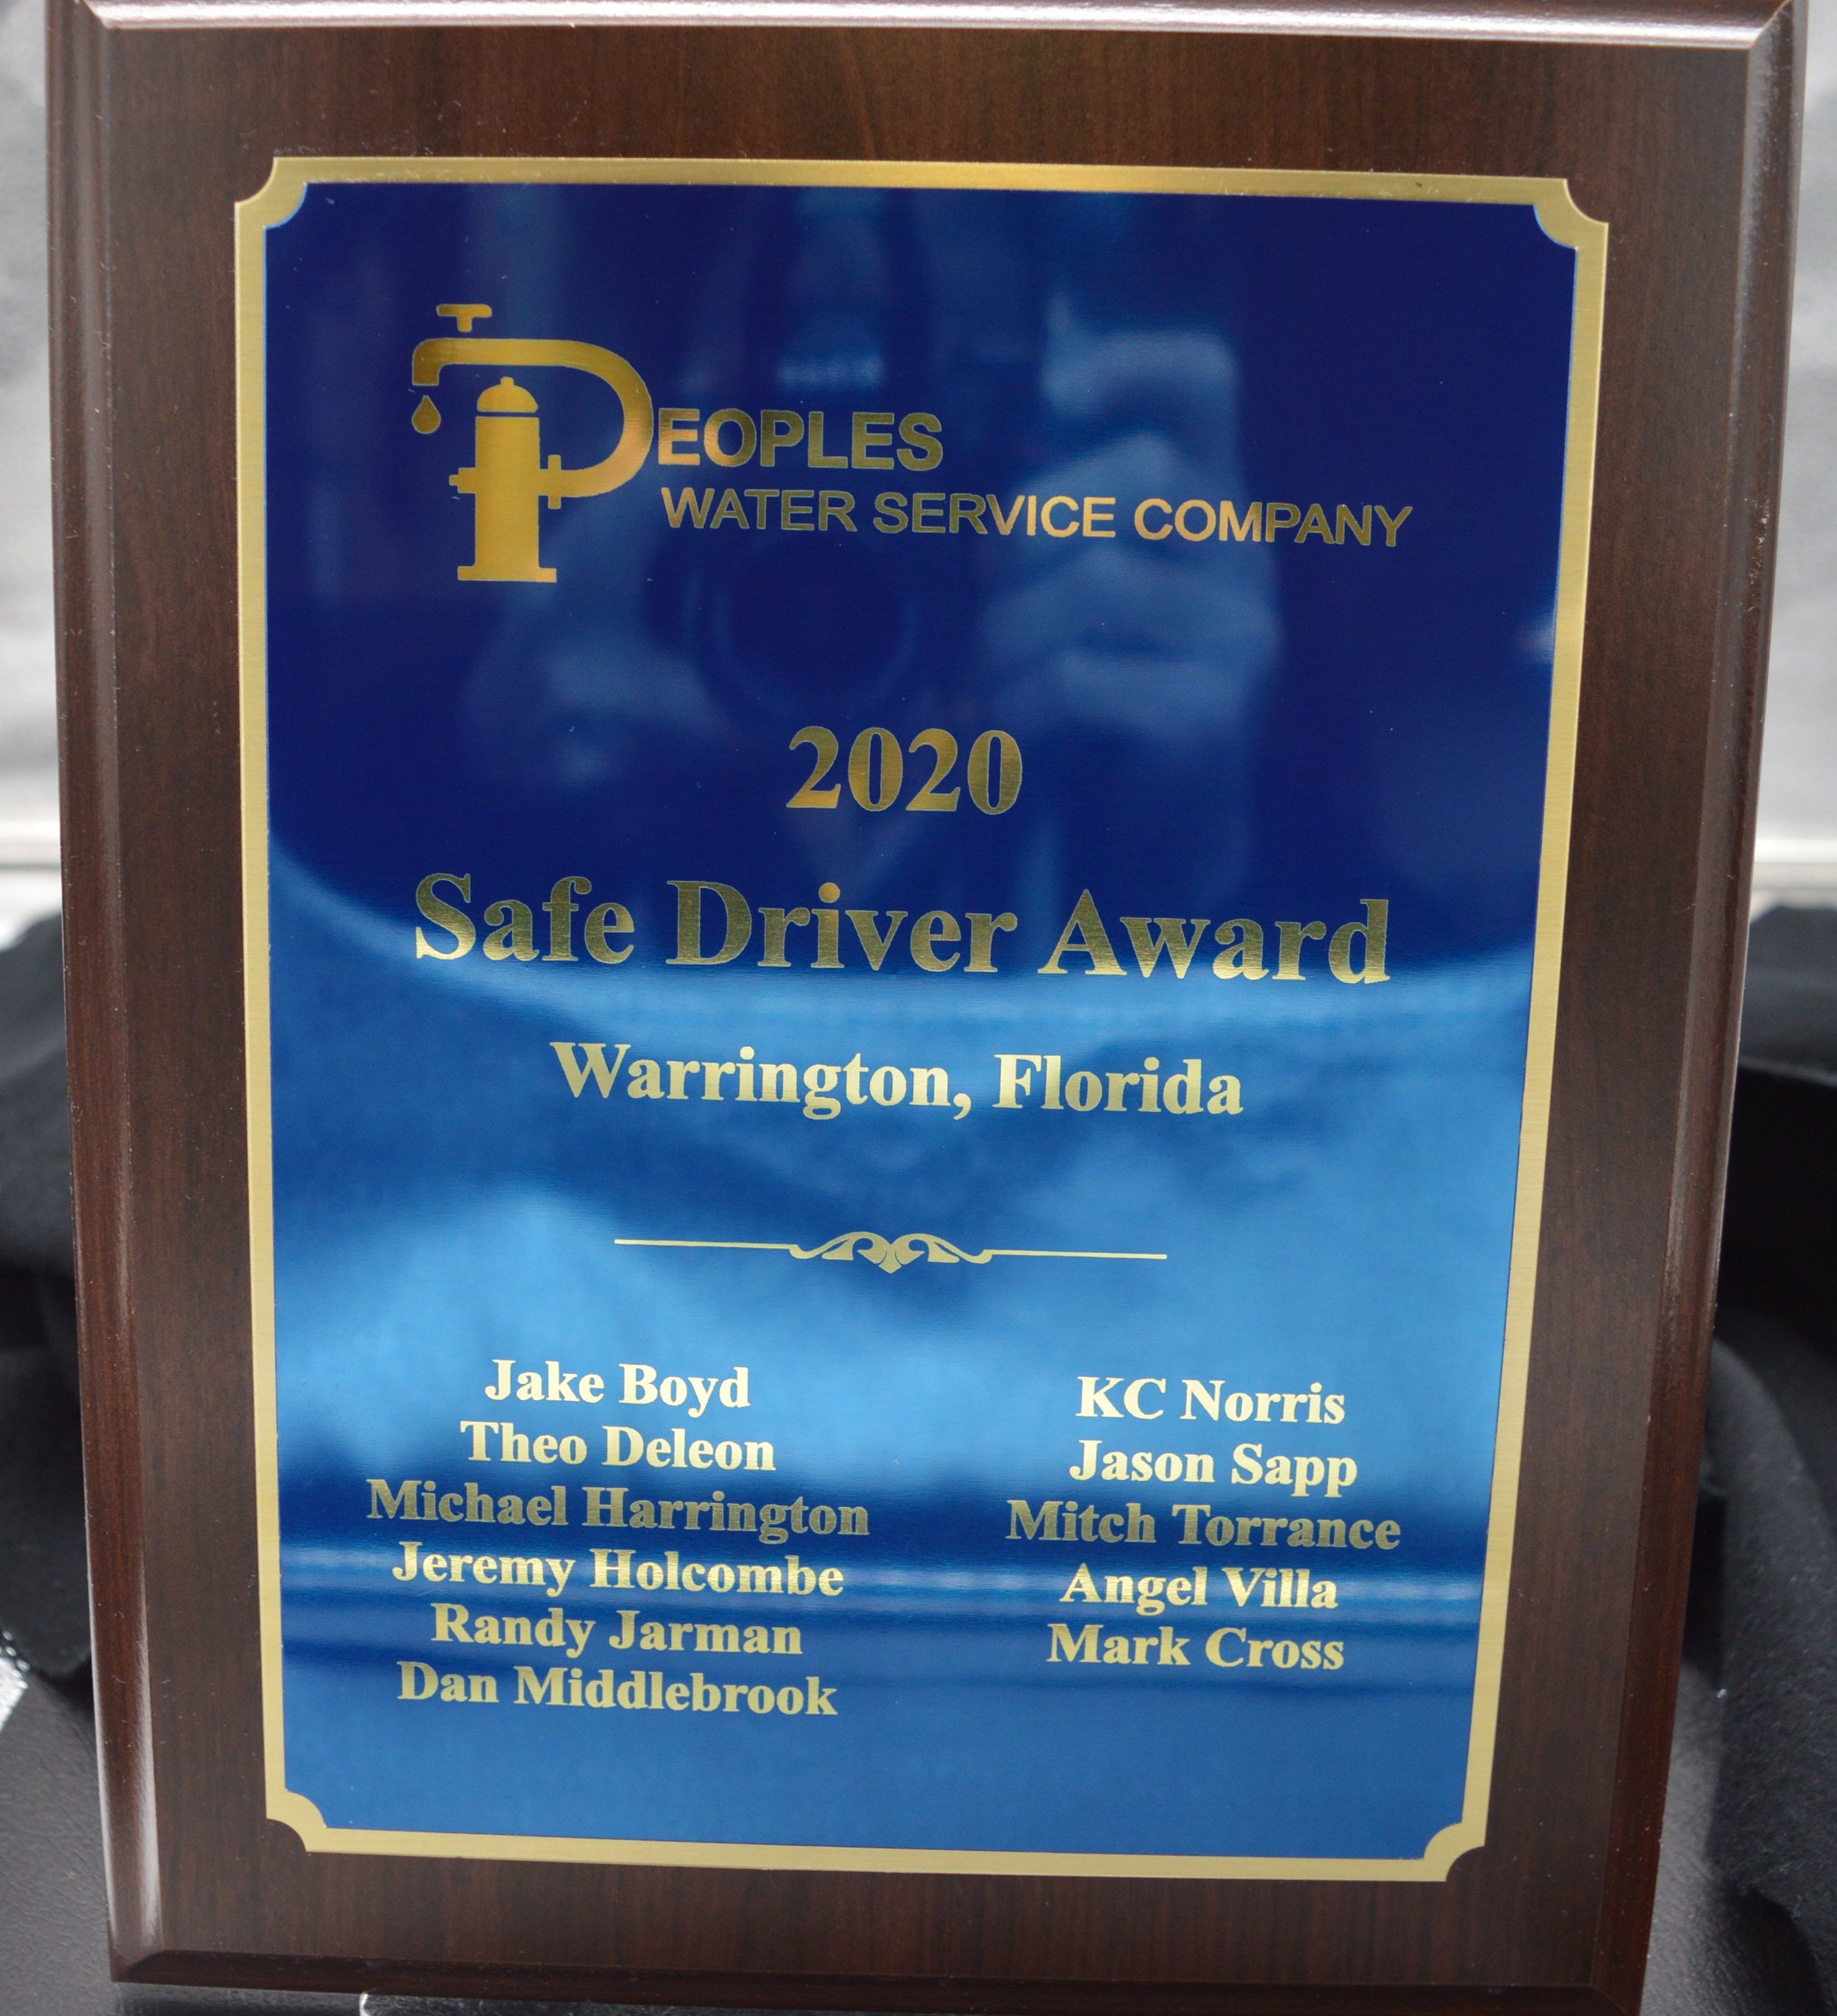 PEOPLES
WATER SERVICE COMPANY
2020
Safe Driver Award
Warrington, Florida
Jake Boyd
Theo Deleon
Michael Harrington
Jeremy Holcombe
Randy Jarman
Dan Middlebrook
KC Norris
Jason Sapp
Mitch Torrance
Angel Villa
Mark Cross